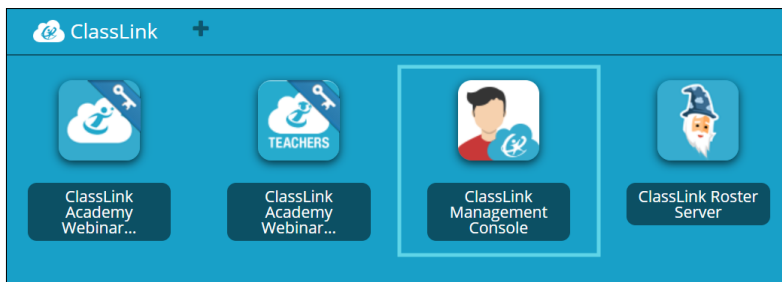 ClassLink +
TEACHERS
ClassLink
Academy
Webinar...
ClassLink
Academy
Webinar...
ClassLink
Management
Console
ClassLink Roster
Server